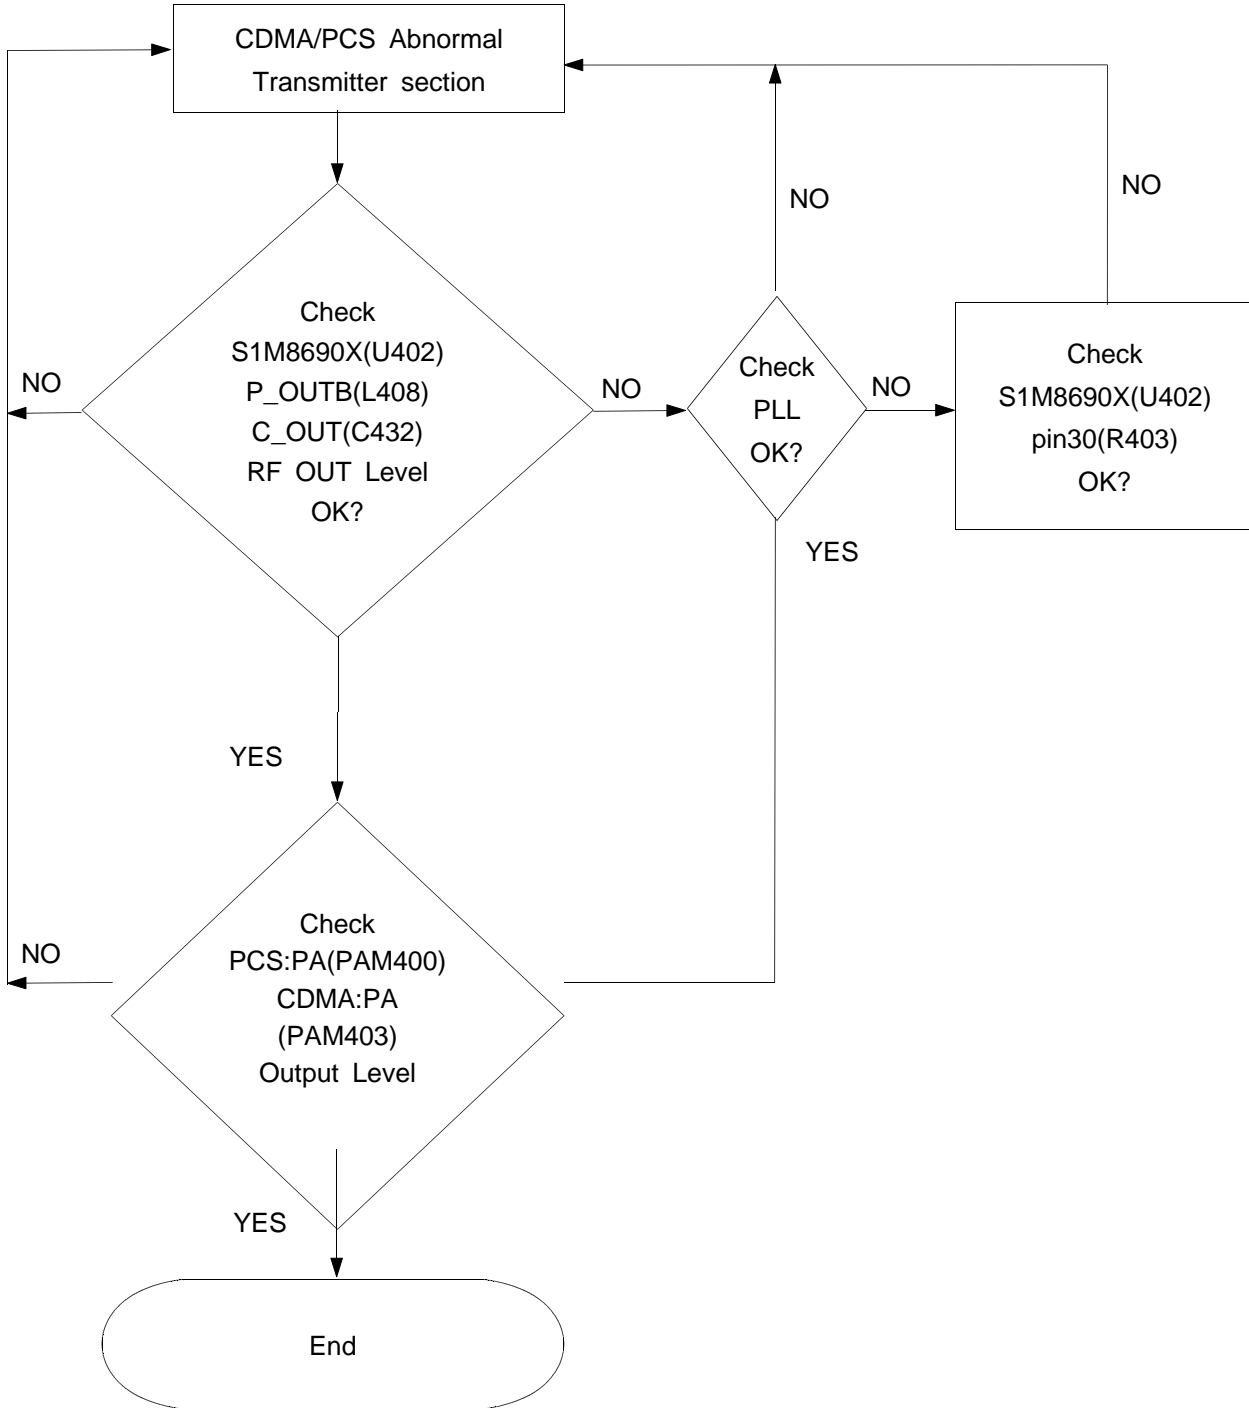 CDMA/PCS Abnormal
Transmitter section
NO
NO
Check
S1M8690X(U402)
P_OUTB(L408)
C_OUT(C432)
RF OUT Level
OK?
NO
NO
Check
PLL
OK?
NO
Check
S1M8690X(U402)
pin30(R403)
OK?
YES
YES
Check
PCS:PA(PAM400)
CDMA:PA
(PAM403)
Output Level
NO
YES
End